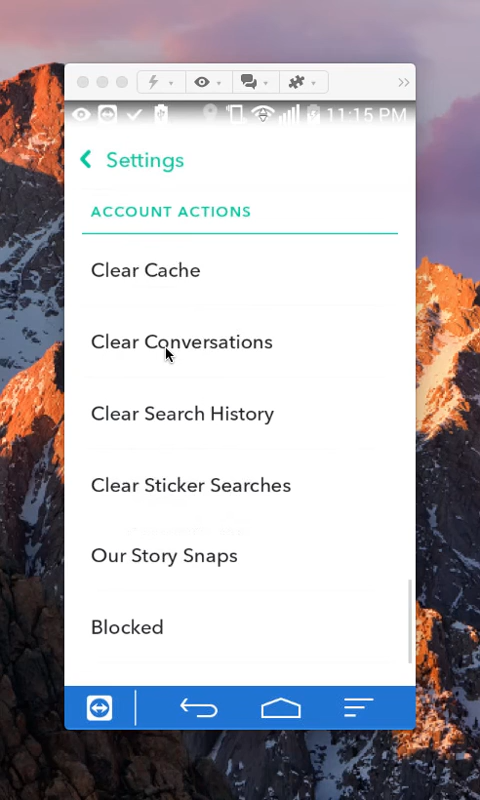 11:15 PM
Settings
ACCOUNT ACTIONS
Clear Cache
Clear Conversations
Clear Search History
Clear Sticker Searches
Our Story Snaps
Blocked